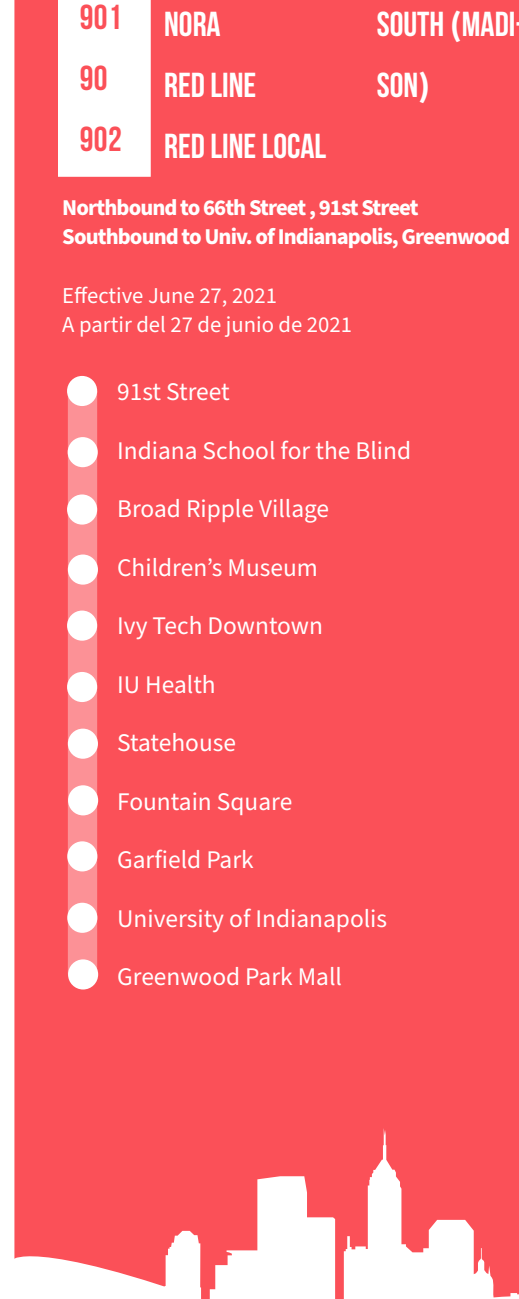 901 NORA SOUTH (MADI-
90 RED LINE SON)
902 RED LINE LOCAL
Northbound to 66th Street , 91st Street
Southbound to Univ. of Indianapolis, Greenwood
Effective June 27, 2021
A partir del 27 de junio de 2021
91st Street
Indiana School for the Blind
Broad Ripple Village
Children’s Museum
Ivy Tech Downtown
IU Health
Statehouse
Fountain Square
Garfield Park
University of Indianapolis
Greenwood Park Mall